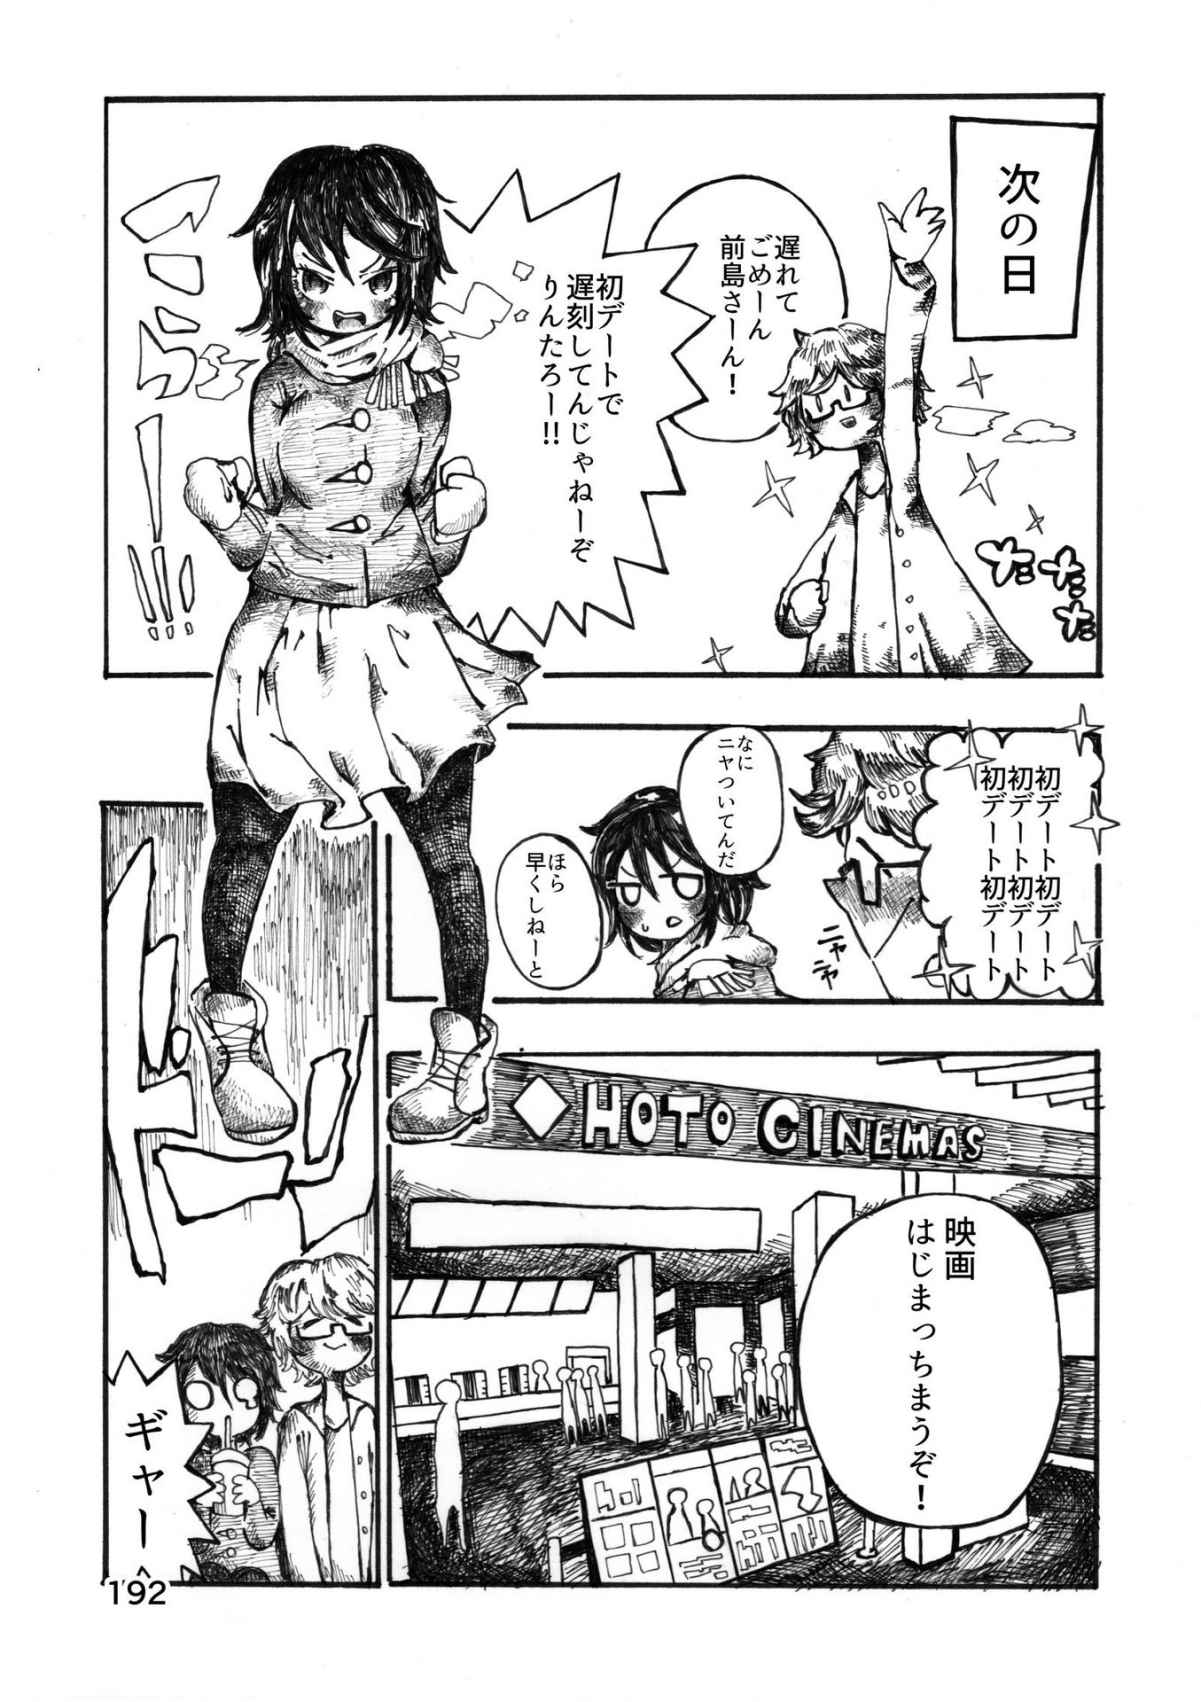 次の日
遅れて
ごめーん
前島さーん!
たたた
初デートで
遅刻してんじゃねーぞ
りんたろー!!
こらぁ!!!
初デート初デート
初デート初デート
初デート初デート
ニヤニヤ
なに
ニヤついてんだ
ほら
早くしねーと
HOTO CINEMAS
映画
はじまっちまうぞ!
ギャー
192